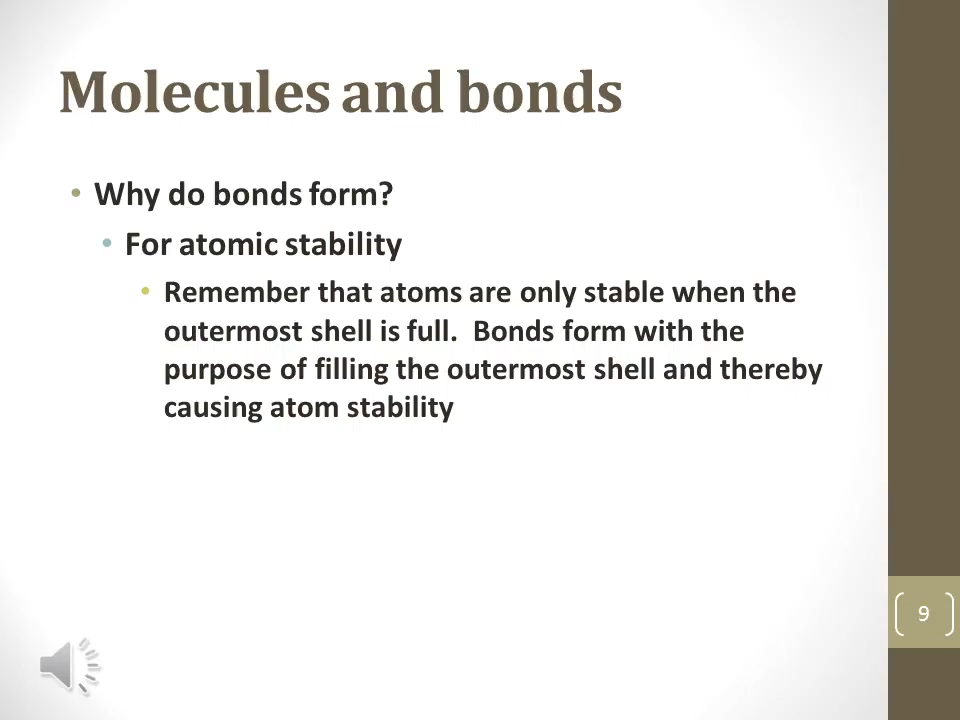 Molecules and bonds
• Why do bonds form?
• For atomic stability
• Remember that atoms are only stable when the
outermost shell is full.  Bonds form with the
purpose of filling the outermost shell and thereby
causing atom stability
9